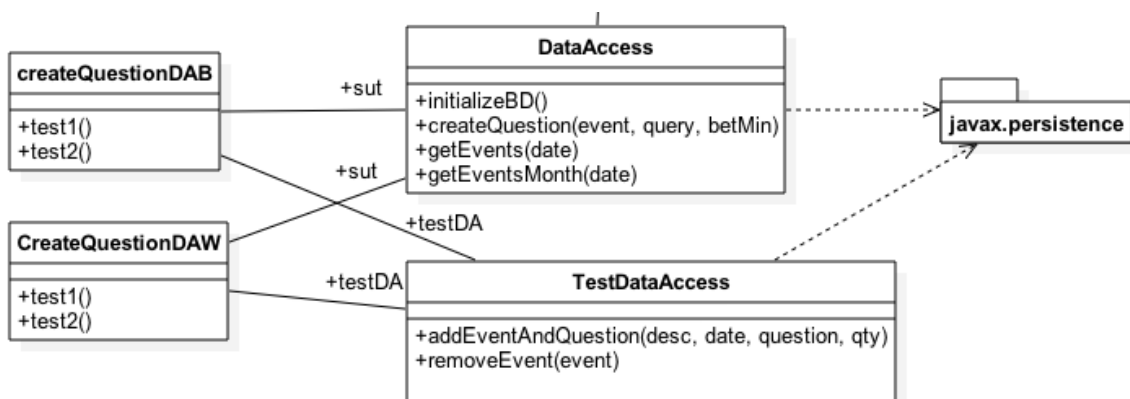 createQuestionDAB
+test1()
+test2()
+sut
DataAccess
+initializeBD()
+createQuestion(event, query, betMin)
+getEvents(date)
+getEventsMonth(date)
javax.persistence
+sut
+testDA
CreateQuestionDAW
+test1()
+test2()
+testDA
TestDataAccess
+addEventAndQuestion(desc, date, question, qty)
+removeEvent(event)